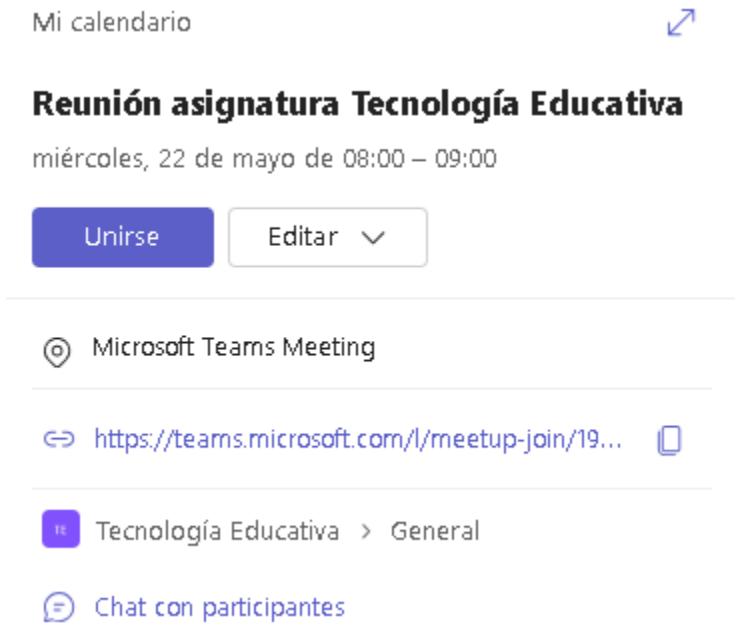 Mi calendario
Reunión asignatura Tecnología Educativa
miércoles, 22 de mayo de 08:00 – 09:00
Unirse
Editar
Microsoft Teams Meeting
https://teams.microsoft.com/l/meetup-join/19...
TE
Tecnología Educativa > General
Chat con participantes